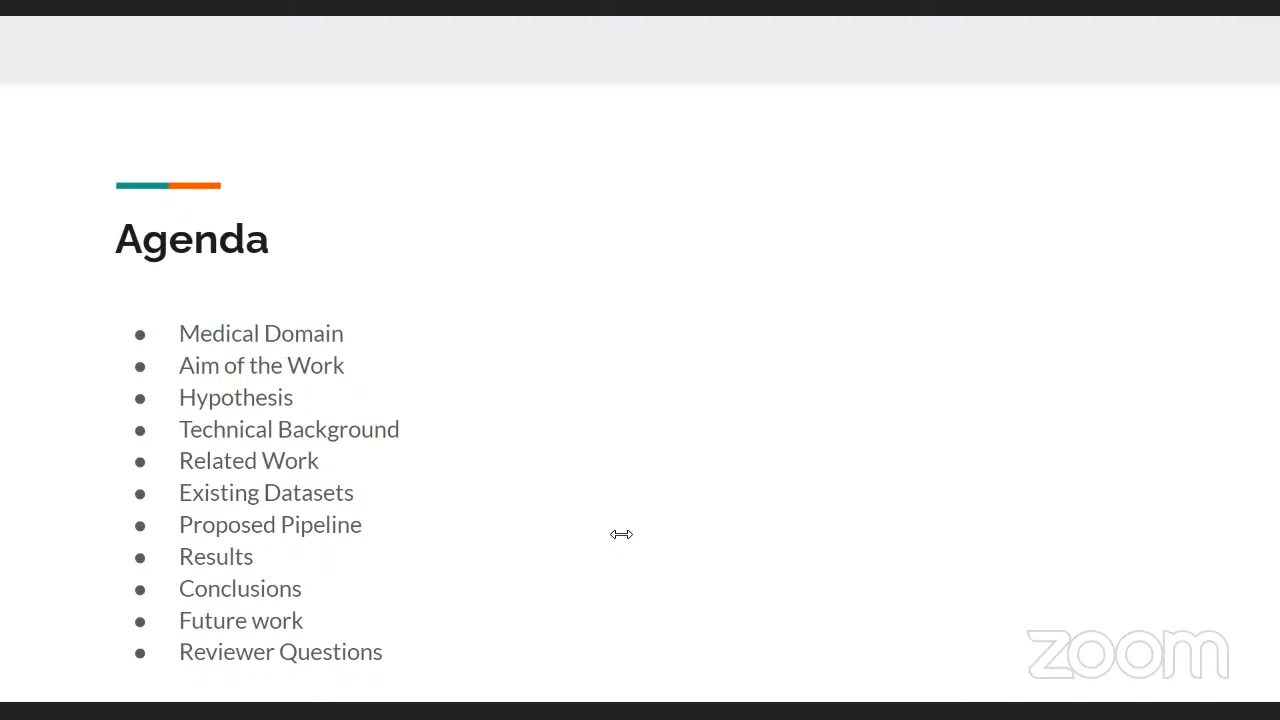 Agenda
● Medical Domain
● Aim of the Work
● Hypothesis
● Technical Background
● Related Work
● Existing Datasets
● Proposed Pipeline
● Results
● Conclusions
● Future work
● Reviewer Questions
zoom